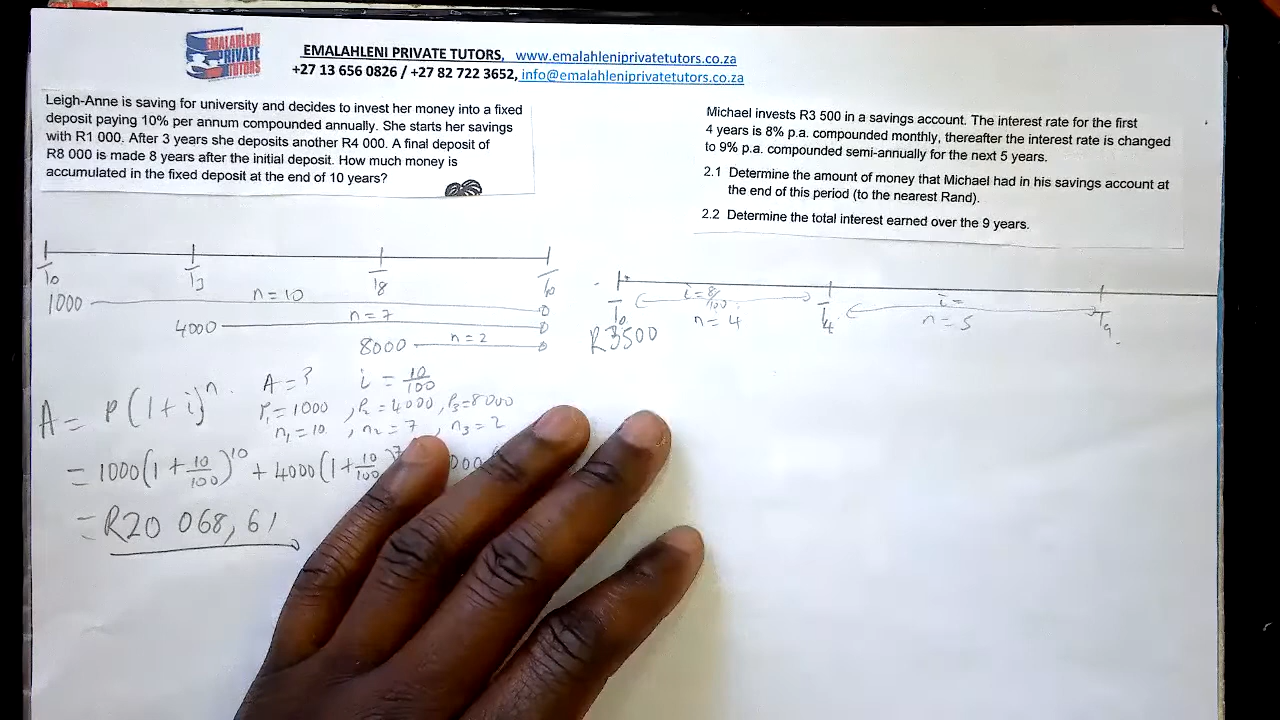 EMALAHLENI
PRIVATE
TUTORS
EMALAHLENI PRIVATE TUTORS, www.emalahleniprivatetutors.co.za
+27 13 656 0826 / +27 82 722 3652, info@emalahleniprivatetutors.co.za
Leigh-Anne is saving for university and decides to invest her money into a fixed
deposit paying 10% per annum compounded annually. She starts her savings
with R1 000. After 3 years she deposits another R4 000. A final deposit of
R8 000 is made 8 years after the initial deposit. How much money is
accumulated in the fixed deposit at the end of 10 years?
T0 T3 T8 T10
1000 n = 10
4000 n = 7
8000 n = 2
A = P(1 + i)^n A = ? i = 10/100
P1 = 1000 , P2 = 4000 , P3 = 8000
n1 = 10 , n2 = 7 , n3 = 2
= 1000(1 + 10/100)^10 + 4000(1 + 10/100)^7 000
= R20 068,61
Michael invests R3 500 in a savings account. The interest rate for the first
4 years is 8% p.a. compounded monthly, thereafter the interest rate is changed
to 9% p.a. compounded semi-annually for the next 5 years.
2.1 Determine the amount of money that Michael had in his savings account at
the end of this period (to the nearest Rand).
2.2 Determine the total interest earned over the 9 years.
i = 8/100 i =
T0 n = 4 T4 n = 5 T9
R3500